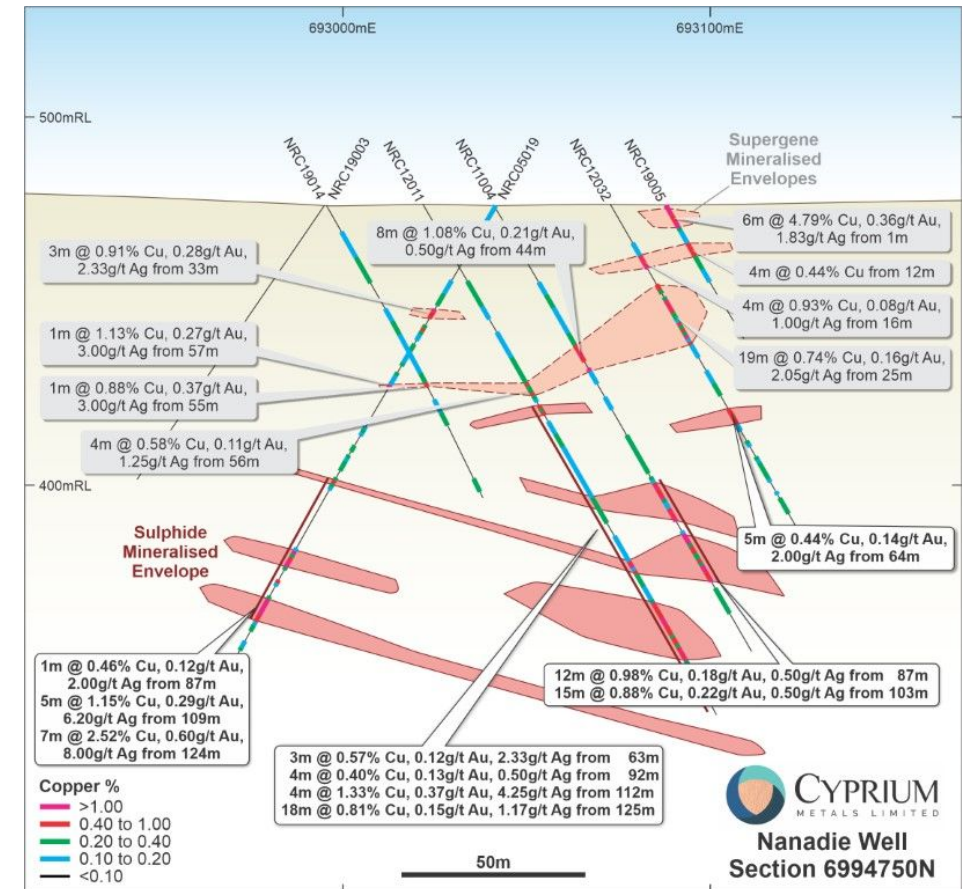 693000mE
693100mE
500mRL
NRC19014
NRC19003
NRC12011
NRC11004
NRC05019
NRC12032
NRC19005
Supergene
Mineralised
Envelopes
3m @ 0.91% Cu, 0.28g/t Au,
2.33g/t Ag from 33m
8m @ 1.08% Cu, 0.21g/t Au,
0.50g/t Ag from 44m
6m @ 4.79% Cu, 0.36g/t Au,
1.83g/t Ag from 1m
4m @ 0.44% Cu from 12m
4m @ 0.93% Cu, 0.08g/t Au,
1.00g/t Ag from 16m
19m @ 0.74% Cu, 0.16g/t Au,
2.05g/t Ag from 25m
1m @ 1.13% Cu, 0.27g/t Au,
3.00g/t Ag from 57m
1m @ 0.88% Cu, 0.37g/t Au,
3.00g/t Ag from 55m
4m @ 0.58% Cu, 0.11g/t Au,
1.25g/t Ag from 56m
400mRL
Sulphide
Mineralised
Envelope
5m @ 0.44% Cu, 0.14g/t Au,
2.00g/t Ag from 64m
1m @ 0.46% Cu, 0.12g/t Au,
2.00g/t Ag from 87m
5m @ 1.15% Cu, 0.29g/t Au,
6.20g/t Ag from 109m
7m @ 2.52% Cu, 0.60g/t Au,
8.00g/t Ag from 124m
12m @ 0.98% Cu, 0.18g/t Au, 0.50g/t Ag from 87m
15m @ 0.88% Cu, 0.22g/t Au, 0.50g/t Ag from 103m
3m @ 0.57% Cu, 0.12g/t Au, 2.33g/t Ag from 63m
4m @ 0.40% Cu, 0.13g/t Au, 0.50g/t Ag from 92m
4m @ 1.33% Cu, 0.37g/t Au, 4.25g/t Ag from 112m
18m @ 0.81% Cu, 0.15g/t Au, 1.17g/t Ag from 125m
Copper %
>1.00
0.40 to 1.00
0.20 to 0.40
0.10 to 0.20
<0.10
50m
CYPRIUM
METALS LIMITED
Nanadie Well
Section 6994750N